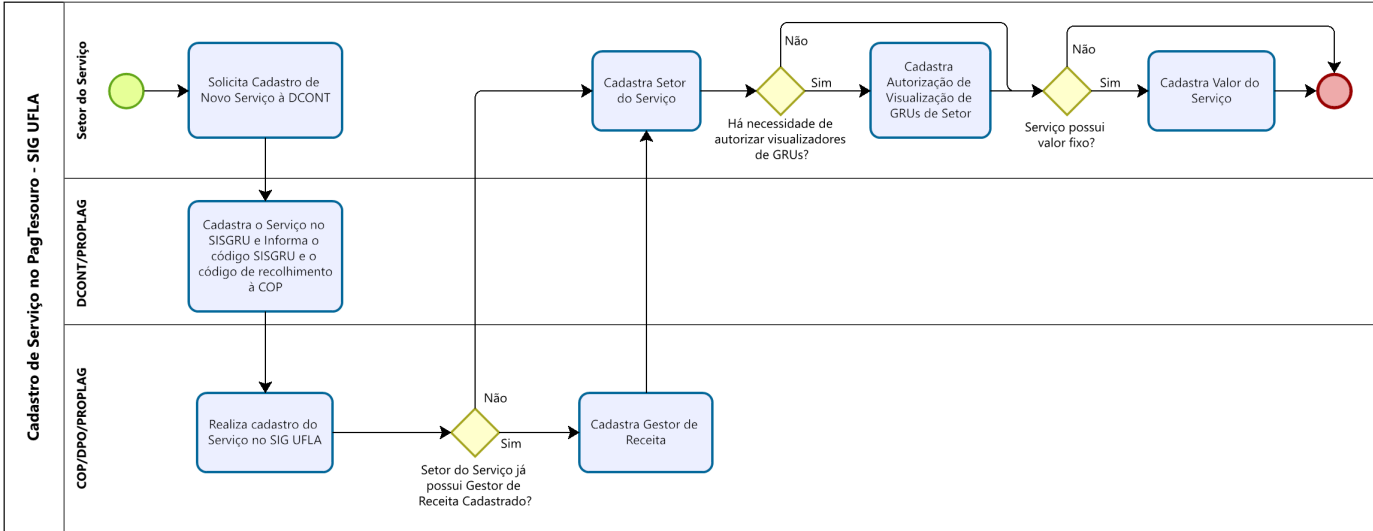 Cadastro de Serviço no PagTesouro - SIG UFLA
Setor do Serviço
Solicita Cadastro de
Novo Serviço à DCONT
Cadastra Setor
do Serviço
Não
Sim
Há necessidade de
autorizar visualizadores
de GRUs?
Cadastra
Autorização de
Visualização de
GRUs de Setor
Não
Sim
Serviço possui
valor fixo?
Cadastra Valor do
Serviço
DCONT/PROPLAG
Cadastra o Serviço no
SISGRU e Informa o
código SISGRU e o
código de recolhimento
à COP
COP/DPO/PROPLAG
Realiza cadastro do
Serviço no SIG UFLA
Não
Sim
Setor do Serviço já
possui Gestor de
Receita Cadastrado?
Cadastra Gestor de
Receita